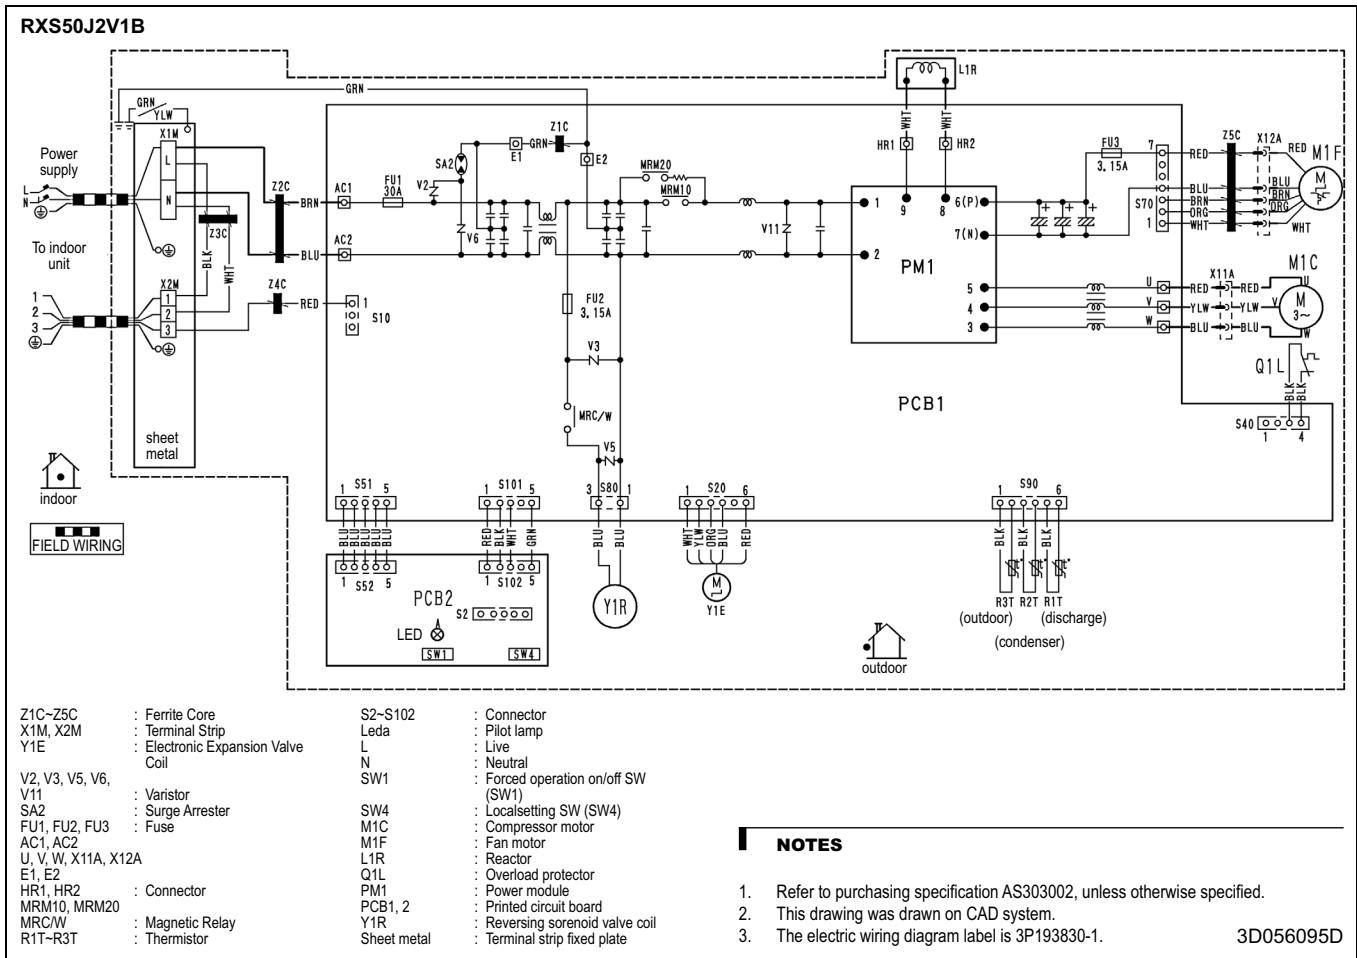 RXS50J2V1B
GRN
GRN
YLW
X1M
L
N
Power
supply
L
N
To indoor
unit
1
2
3
X2M
1
2
3
Z3C
BLK
WHT
sheet
metal
indoor
FIELD WIRING
Z2C
BRN
BLU
Z4C
RED
AC1
AC2
1
S10
FU1
30A
V2
SA2
V6
E1
GRN
Z1C
E2
MRM20
MRM10
V11
FU2
3.15A
V3
MRC/W
V5
L1R
WHT
WHT
HR1
HR2
9
8
1
2
PM1
6(P)
7(N)
5
4
3
FU3
3.15A
7
S70
1
RED
BLU
BRN
ORG
WHT
Z5C
X12A
RED
BLU
BRN
ORG
WHT
M1F
M
P
U
V
W
RED
YLW
BLU
X11A
RED
YLW
BLU
M1C
U
V
W
M
3~
Q1L
BLK
BLK
S40
1
4
PCB1
1 S51 5
BLU BLU BLU BLU BLU
1 S52 5
1 S101 5
RED BLK WHT GRN
1 S102 5
PCB2
S2
LED
SW1
SW4
3 S80 1
BLU BLU
Y1R
1 S20 6
WHT YLW ORG BLU RED
M
Y1E
1 S90 6
BLK BLK BLK
t° t° t°
R3T R2T R1T
(outdoor)
(discharge)
(condenser)
outdoor
Z1C~Z5C : Ferrite Core
X1M, X2M : Terminal Strip
Y1E : Electronic Expansion Valve
Coil
V2, V3, V5, V6,
V11 : Varistor
SA2 : Surge Arrester
FU1, FU2, FU3 : Fuse
AC1, AC2
U, V, W, X11A, X12A
E1, E2
HR1, HR2 : Connector
MRM10, MRM20
MRC/W : Magnetic Relay
R1T~R3T : Thermistor
S2~S102 : Connector
Leda : Pilot lamp
L : Live
N : Neutral
SW1 : Forced operation on/off SW
(SW1)
SW4 : Localsetting SW (SW4)
M1C : Compressor motor
M1F : Fan motor
L1R : Reactor
Q1L : Overload protector
PM1 : Power module
PCB1, 2 : Printed circuit board
Y1R : Reversing sorenoid valve coil
Sheet metal : Terminal strip fixed plate
NOTES
1. Refer to purchasing specification AS303002, unless otherwise specified.
2. This drawing was drawn on CAD system.
3. The electric wiring diagram label is 3P193830-1.
3D056095D